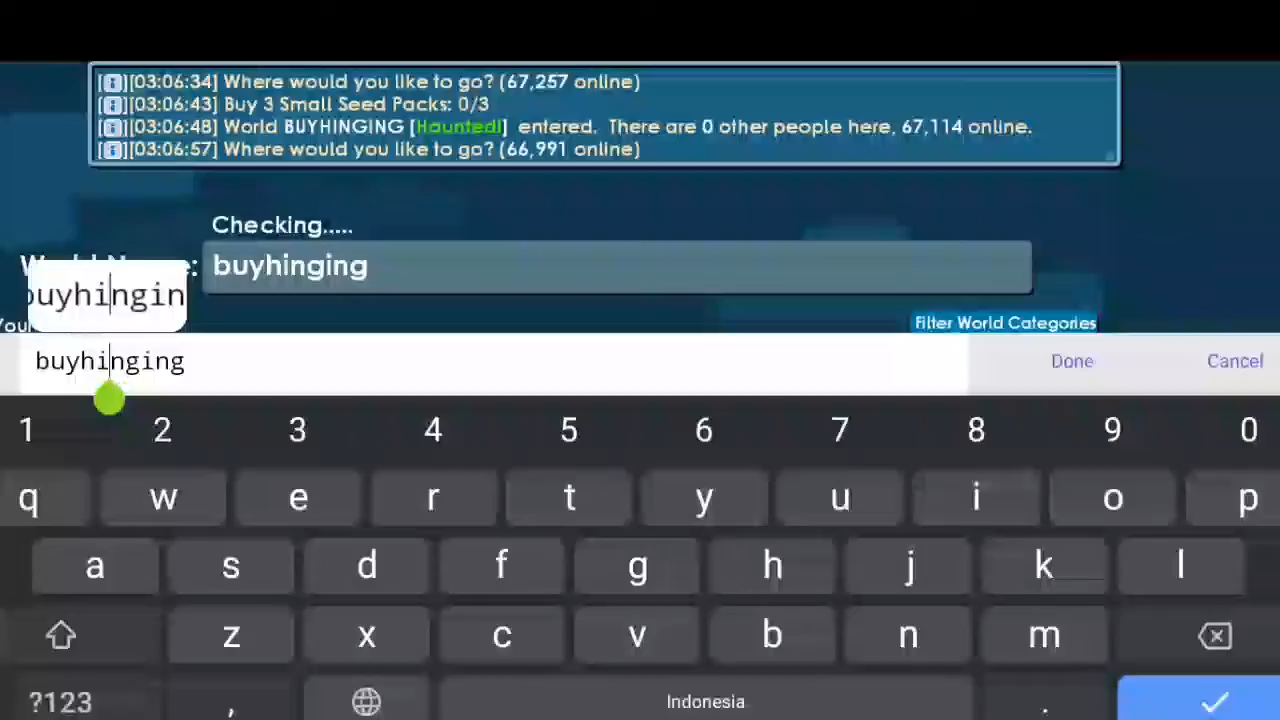 [i][03:06:34] Where would you like to go? (67,257 online)
[i][03:06:43] Buy 3 Small Seed Packs: 0/3
[i][03:06:48] World BUYHINGING [Haunted!] entered. There are 0 other people here, 67,114 online.
[i][03:06:57] Where would you like to go? (66,991 online)
Checking.....
buyhinging
buyhingin
Your
Filter World Categories
buyhinging
Done
Cancel
1 2 3 4 5 6 7 8 9 0
q w e r t y u i o p
a s d f g h j k l
z x c v b n m
?123 , Indonesia .